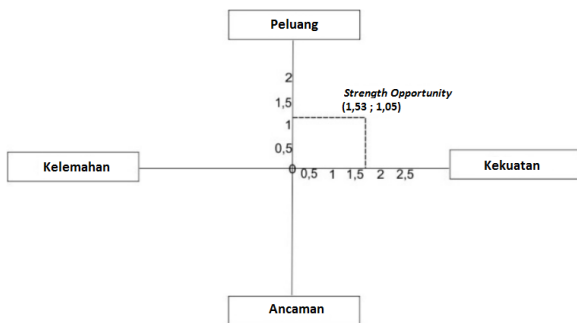 Peluang
2
1,5
1
0,5
0
Strength Opportunity
(1,53 ; 1,05)
Kelemahan
Kekuatan
0,5 1 1,5 2 2,5
Ancaman